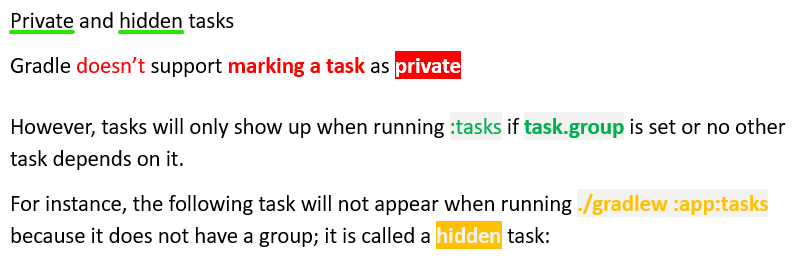 Private and hidden tasks
Gradle doesn’t support marking a task as private
However, tasks will only show up when running :tasks if task.group is set or no other
task depends on it.
For instance, the following task will not appear when running ./gradlew :app:tasks
because it does not have a group; it is called a hidden task: